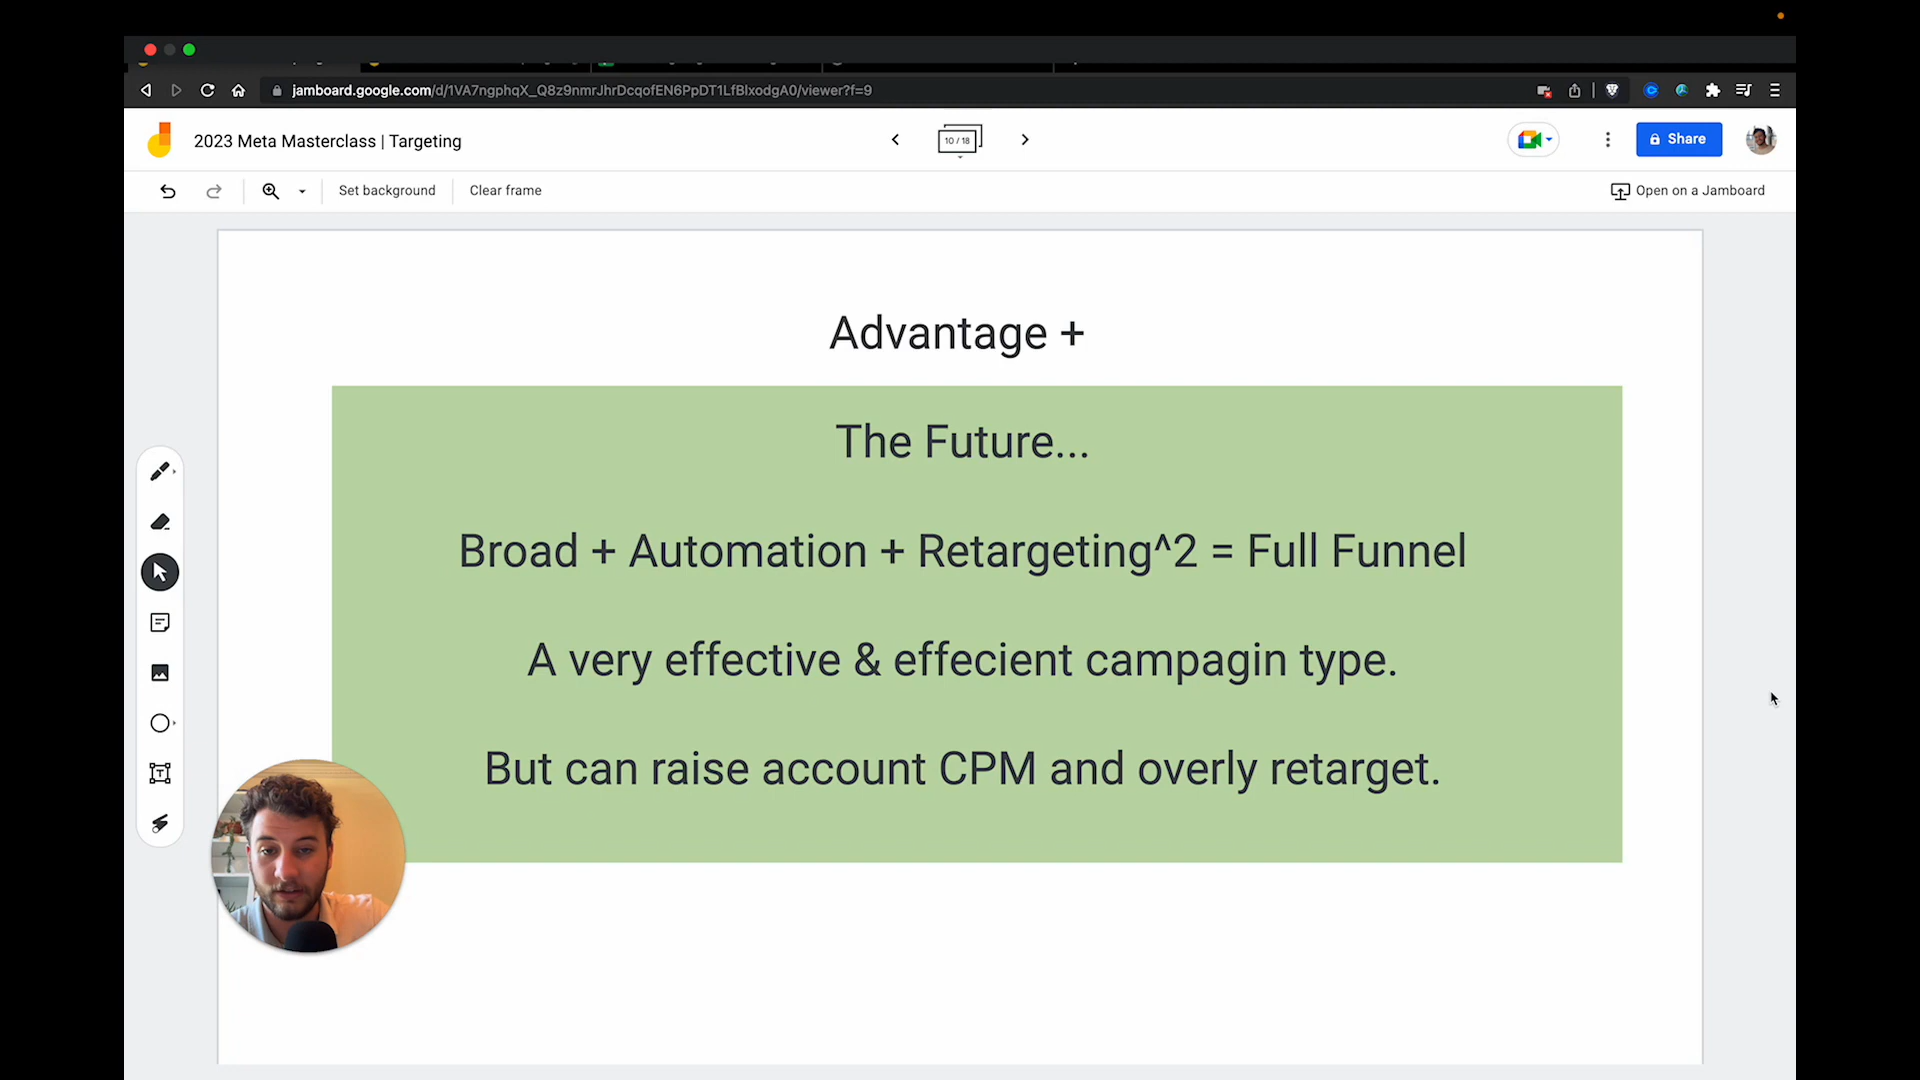 jamboard.google.com/d/1VA7ngphqX_Q8z9nmrJhrDcqofEN6PpDT1LfBlxodgA0/viewer?f=9
2023 Meta Masterclass | Targeting
10 / 18
Share
Set background
Clear frame
Open on a Jamboard
Advantage +
The Future...
Broad + Automation + Retargeting^2 = Full Funnel
A very effective & effecient campagin type.
But can raise account CPM and overly retarget.